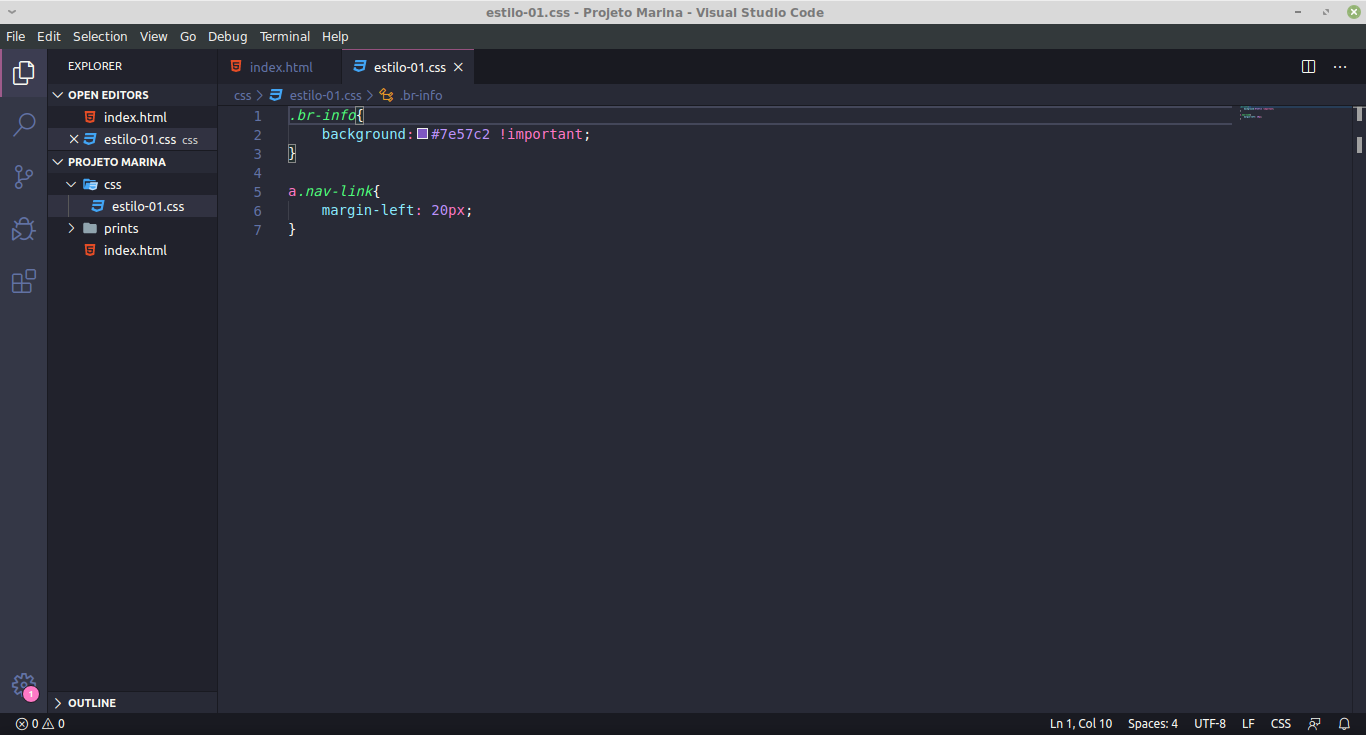 estilo-01.css - Projeto Marina - Visual Studio Code
File Edit Selection View Go Debug Terminal Help
EXPLORER
OPEN EDITORS
index.html
estilo-01.css css
PROJETO MARINA
css
estilo-01.css
prints
index.html
OUTLINE
index.html estilo-01.css
css estilo-01.css .br-info
1 .br-info{
2 background:#7e57c2 !important;
3 }
4
5 a.nav-link{
6 margin-left: 20px;
7 }
1
0 0 Ln 1, Col 10 Spaces: 4 UTF-8 LF CSS